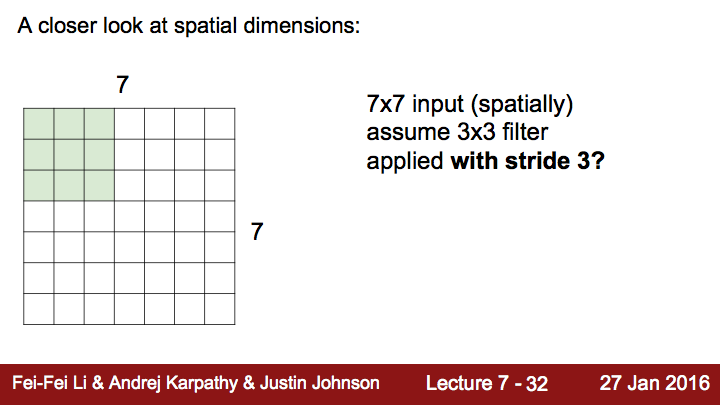 A closer look at spatial dimensions:
7
7x7 input (spatially)
assume 3x3 filter
applied with stride 3?
7
Fei-Fei Li & Andrej Karpathy & Justin Johnson
Lecture 7 - 32
27 Jan 2016